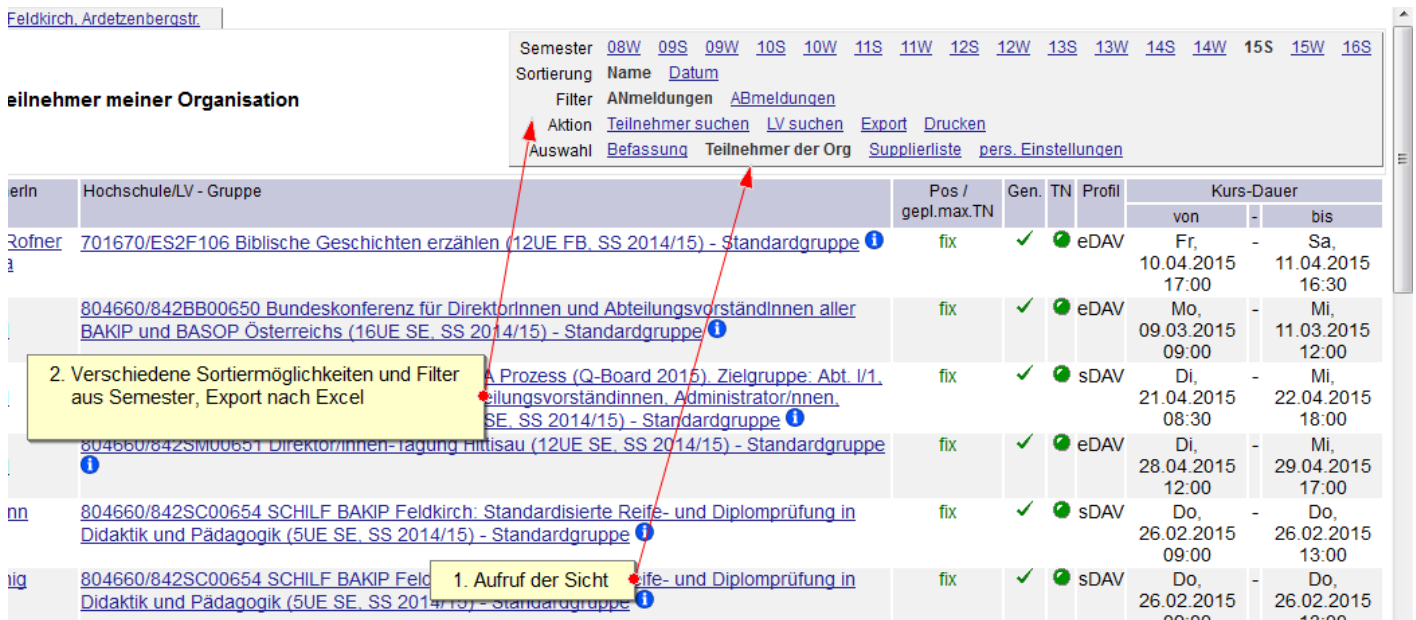 Feldkirch, Ardetzenbergstr.
Semester 08W 09S 09W 10S 10W 11S 11W 12S 12W 13S 13W 14S 14W 15S 15W 16S
Sortierung Name Datum
eilnehmer meiner Organisation
Filter ANmeldungen ABmeldungen
Aktion Teilnehmer suchen LV suchen Export Drucken
Auswahl Befassung Teilnehmer der Org Supplierliste pers. Einstellungen
erIn Hochschule/LV - Gruppe Pos / gepl.max.TN Gen. TN Profil Kurs-Dauer
von - bis
Rofner 701670/ES2F106 Biblische Geschichten erzählen (12UE FB, SS 2014/15) - Standardgruppe fix eDAV Fr, - Sa,
a 10.04.2015 11.04.2015
17:00 16:30
804660/842BB00650 Bundeskonferenz für DirektorInnen und AbteilungsvorständInnen aller fix eDAV Mo, - Mi,
BAKIP und BASOP Österreichs (16UE SE, SS 2014/15) - Standardgruppe 09.03.2015 11.03.2015
09:00 12:00
2. Verschiedene Sortiermöglichkeiten und Filter
aus Semester, Export nach Excel
A Prozess (Q-Board 2015). Zielgruppe: Abt. I/1, fix sDAV Di, - Mi,
eilungsvorständinnen, Administrator/nnen, 21.04.2015 22.04.2015
SE, SS 2014/15) - Standardgruppe 08:30 18:00
804660/842SM00651 Direktor/innen-Tagung Hittisau (12UE SE, SS 2014/15) - Standardgruppe fix eDAV Di, - Mi,
28.04.2015 29.04.2015
12:00 17:00
nn 804660/842SC00654 SCHILF BAKIP Feldkirch: Standardisierte Reife- und Diplomprüfung in fix sDAV Do, - Do,
Didaktik und Pädagogik (5UE SE, SS 2014/15) - Standardgruppe 26.02.2015 26.02.2015
09:00 13:00
1. Aufruf der Sicht
nig 804660/842SC00654 SCHILF BAKIP Feld eife- und Diplomprüfung in fix sDAV Do, - Do,
Didaktik und Pädagogik (5UE SE, SS 2014/15) - Standardgruppe 26.02.2015 26.02.2015